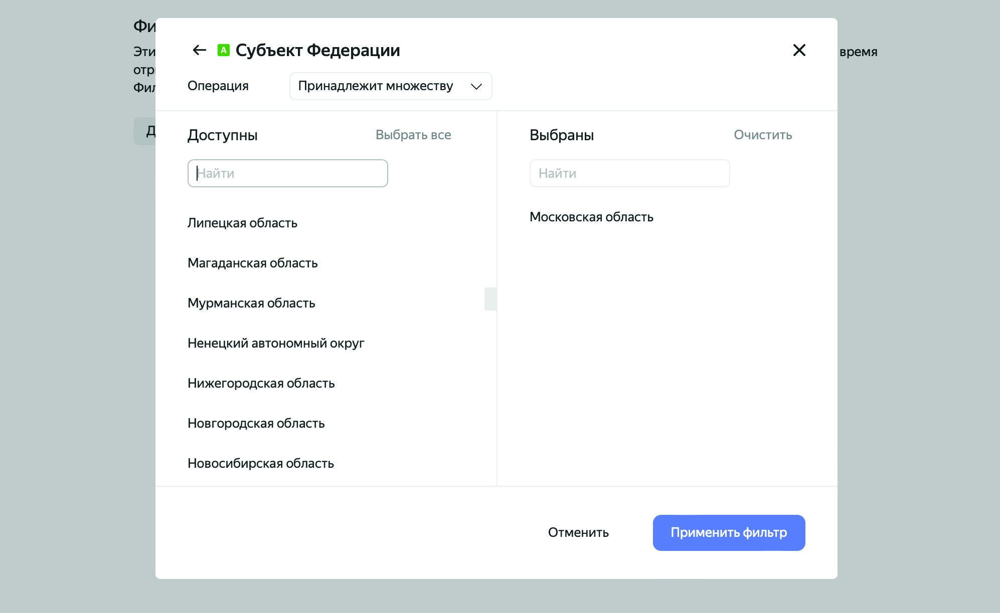 Фи
Эти
время
отр
Фил
Д
A Субъект Федерации
Операция
Принадлежит множеству
Доступны
Выбрать все
Найти
Липецкая область
Магаданская область
Мурманская область
Ненецкий автономный округ
Нижегородская область
Новгородская область
Новосибирская область
Выбраны
Очистить
Найти
Московская область
Отменить
Применить фильтр